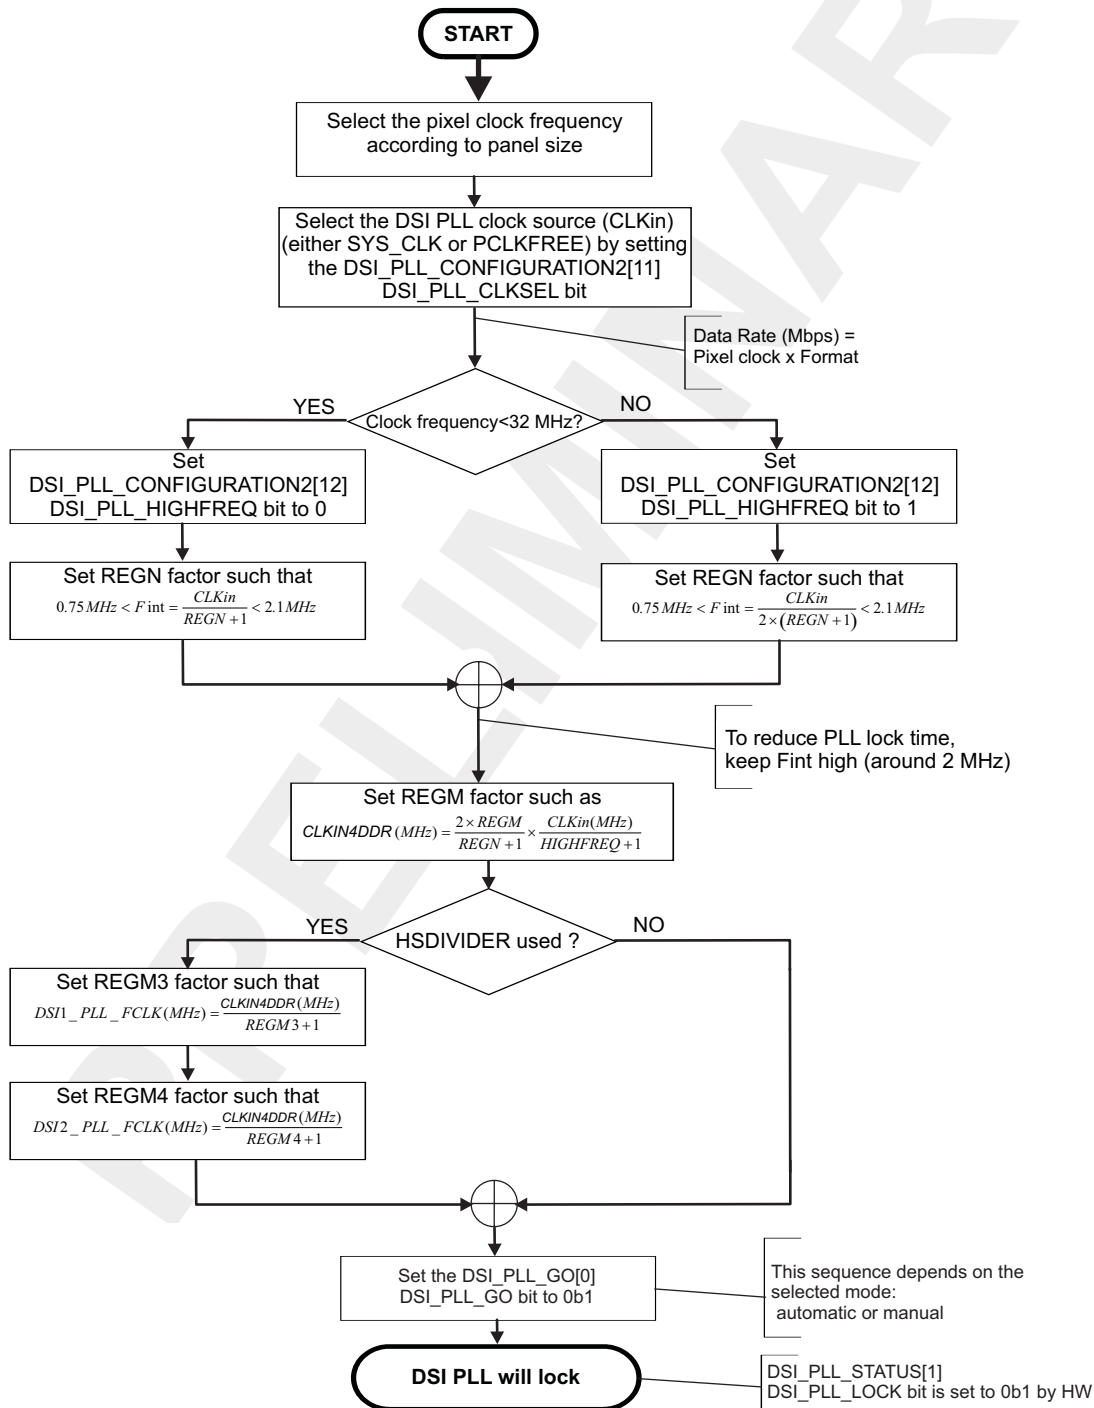 START
Select the pixel clock frequency
according to panel size
Select the DSI PLL clock source (CLKin)
(either SYS_CLK or PCLKFREE) by setting
the DSI_PLL_CONFIGURATION2[11]
DSI_PLL_CLKSEL bit
Data Rate (Mbps) =
Pixel clock x Format
Clock frequency<32 MHz?
YES
NO
Set
DSI_PLL_CONFIGURATION2[12]
DSI_PLL_HIGHFREQ bit to 0
Set
DSI_PLL_CONFIGURATION2[12]
DSI_PLL_HIGHFREQ bit to 1
Set REGN factor such that
0.75 MHz < F int = CLKin / (REGN + 1) < 2.1 MHz
Set REGN factor such that
0.75 MHz < F int = CLKin / (2 × (REGN + 1)) < 2.1 MHz
To reduce PLL lock time,
keep Fint high (around 2 MHz)
Set REGM factor such as
CLKIN4DDR (MHz) = (2 × REGM) / (REGN + 1) × CLKin(MHz) / (HIGHFREQ + 1)
HSDIVIDER used ?
YES
NO
Set REGM3 factor such that
DSI1_PLL_FCLK(MHz) = CLKIN4DDR(MHz) / (REGM3 + 1)
Set REGM4 factor such that
DSI2_PLL_FCLK(MHz) = CLKIN4DDR(MHz) / (REGM4 + 1)
Set the DSI_PLL_GO[0]
DSI_PLL_GO bit to 0b1
This sequence depends on the
selected mode:
automatic or manual
DSI PLL will lock
DSI_PLL_STATUS[1]
DSI_PLL_LOCK bit is set to 0b1 by HW
PRELIMINAR